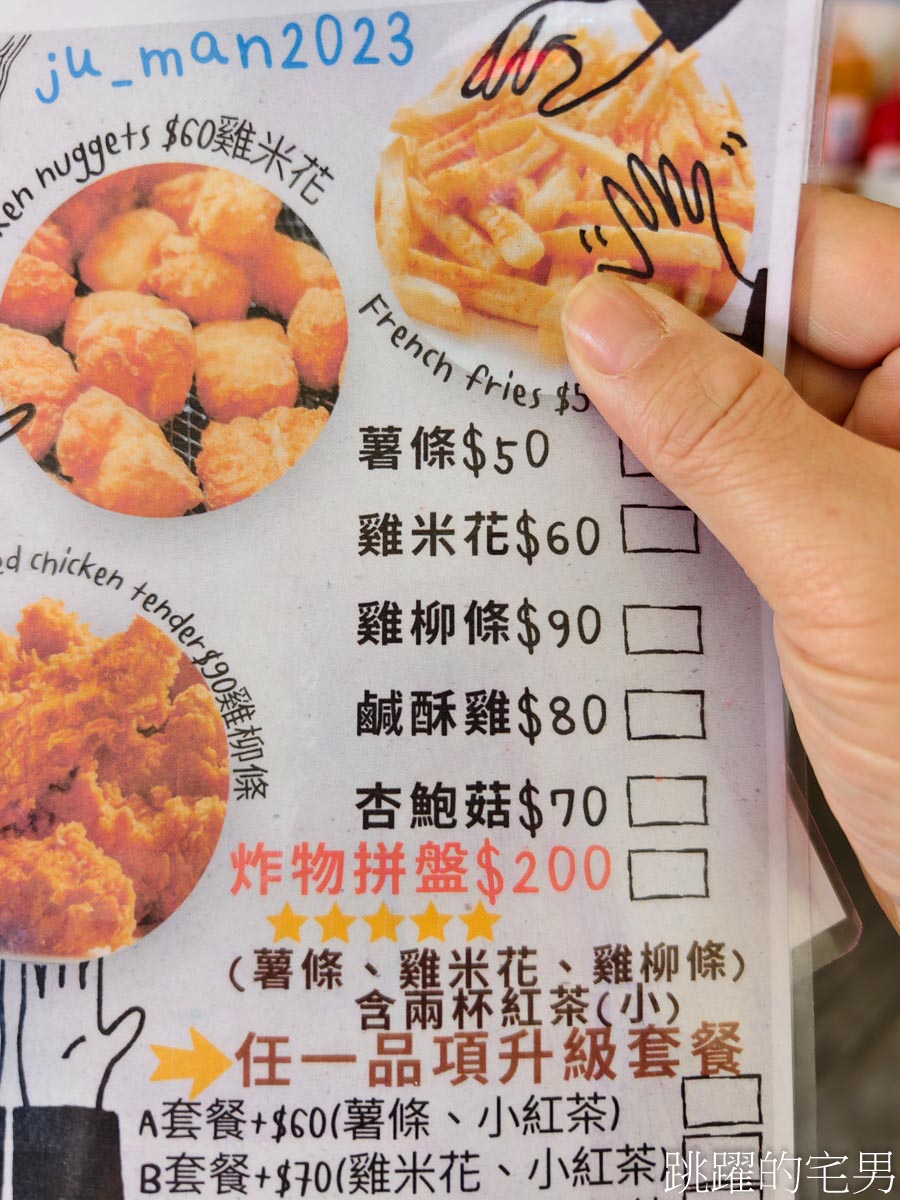 ju_man2023
nuggets $60雞米花
French fries
薯條$50
雞米花$60
chicken tender$90雞柳條
雞柳條$90
鹹酥雞$80
杏鮑菇$70
炸物拼盤$200
(薯條、雞米花、雞柳條)
含兩杯紅茶(小)
任一品項升級套餐
A套餐+$60(薯條、小紅茶)
B套餐+$70(雞米花、小紅茶
跳躍的宅男